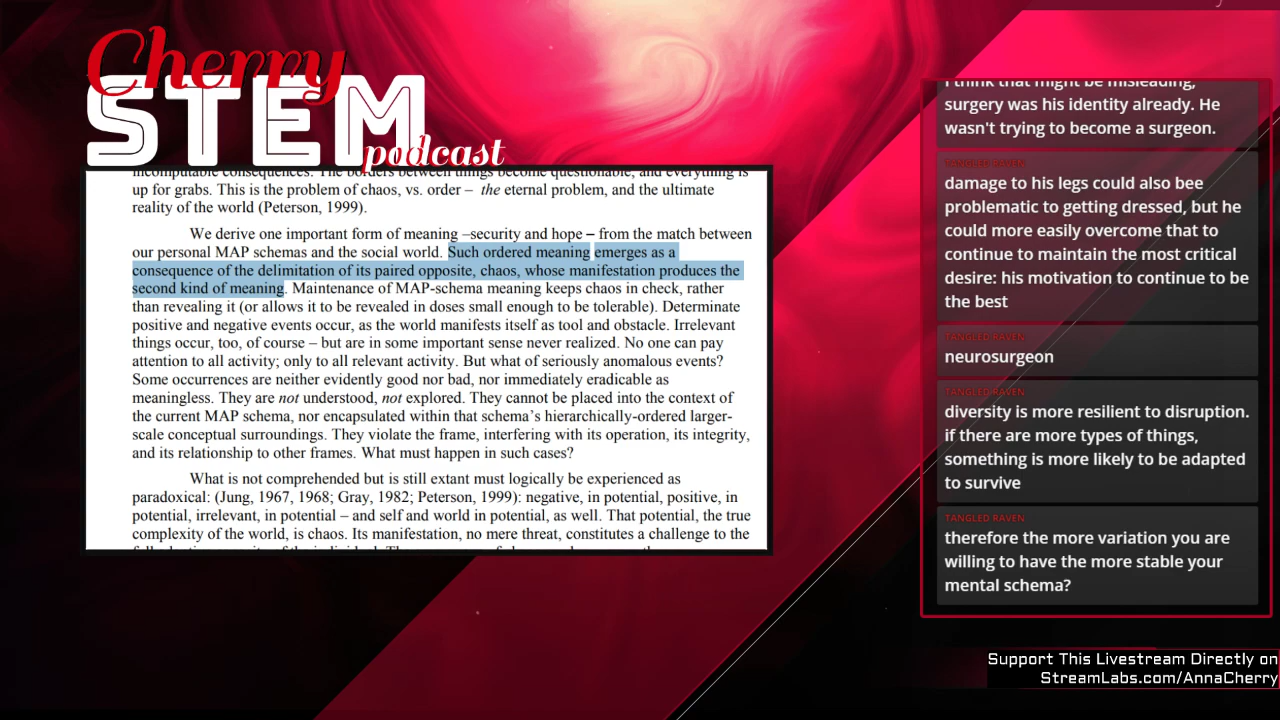 Cherry
STEM
podcast
incomputable consequences. The borders between things become questionable, and everything is
up for grabs. This is the problem of chaos, vs. order – the eternal problem, and the ultimate
reality of the world (Peterson, 1999).
We derive one important form of meaning –security and hope – from the match between
our personal MAP schemas and the social world. Such ordered meaning emerges as a
consequence of the delimitation of its paired opposite, chaos, whose manifestation produces the
second kind of meaning. Maintenance of MAP-schema meaning keeps chaos in check, rather
than revealing it (or allows it to be revealed in doses small enough to be tolerable). Determinate
positive and negative events occur, as the world manifests itself as tool and obstacle. Irrelevant
things occur, too, of course – but are in some important sense never realized. No one can pay
attention to all activity; only to all relevant activity. But what of seriously anomalous events?
Some occurrences are neither evidently good nor bad, nor immediately eradicable as
meaningless. They are not understood, not explored. They cannot be placed into the context of
the current MAP schema, nor encapsulated within that schema's hierarchically-ordered larger-
scale conceptual surroundings. They violate the frame, interfering with its operation, its integrity,
and its relationship to other frames. What must happen in such cases?
What is not comprehended but is still extant must logically be experienced as
paradoxical: (Jung, 1967, 1968; Gray, 1982; Peterson, 1999): negative, in potential, positive, in
potential, irrelevant, in potential – and self and world in potential, as well. That potential, the true
complexity of the world, is chaos. Its manifestation, no mere threat, constitutes a challenge to the
I think that might be misleading,
surgery was his identity already. He
wasn't trying to become a surgeon.
TANGLED RAVEN
damage to his legs could also bee
problematic to getting dressed, but he
could more easily overcome that to
continue to maintain the most critical
desire: his motivation to continue to be
the best
TANGLED RAVEN
neurosurgeon
TANGLED RAVEN
diversity is more resilient to disruption.
if there are more types of things,
something is more likely to be adapted
to survive
TANGLED RAVEN
therefore the more variation you are
willing to have the more stable your
mental schema?
Support This Livestream Directly on
StreamLabs.com/AnnaCherry